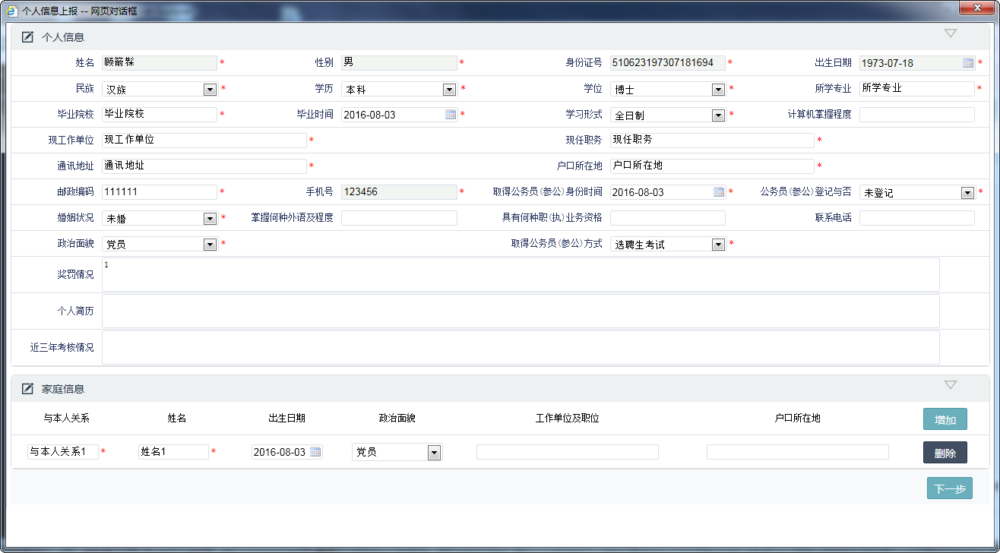 个人信息上报 -- 网页对话框
个人信息
姓名 顾箭 * 性别 男 * 身份证号 510623197307181694 * 出生日期 1973-07-18 *
民族 汉族 * 学历 本科 * 学位 博士 * 所学专业 所学专业 *
毕业院校 毕业院校 * 毕业时间 2016-08-03 * 学习形式 全日制 * 计算机掌握程度
现工作单位 现工作单位 * 现任职务 现任职务 *
通讯地址 通讯地址 * 户口所在地 户口所在地 *
邮政编码 111111 * 手机号 123456 * 取得公务员(参公)身份时间 2016-08-03 * 公务员(参公)登记与否 未登记 *
婚姻状况 未婚 * 掌握何种外语及程度 具有何种职(执)业务资格 联系电话
政治面貌 党员 * 取得公务员(参公)方式 选聘生考试 *
奖罚情况 1
个人简历
近三年考核情况
家庭信息
与本人关系 姓名 出生日期 政治面貌 工作单位及职位 户口所在地 增加
与本人关系1 * 姓名1 * 2016-08-03 党员 删除
下一步